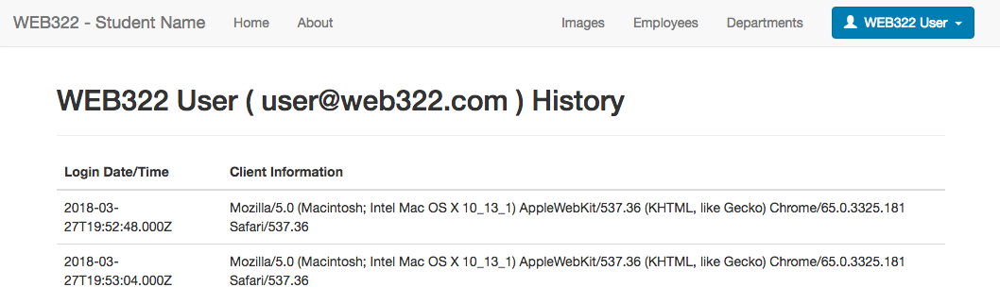 WEB322 - Student Name Home About Images Employees Departments WEB322 User
WEB322 User ( user@web322.com ) History
Login Date/Time Client Information
2018-03- Mozilla/5.0 (Macintosh; Intel Mac OS X 10_13_1) AppleWebKit/537.36 (KHTML, like Gecko) Chrome/65.0.3325.181
27T19:52:48.000Z Safari/537.36
2018-03- Mozilla/5.0 (Macintosh; Intel Mac OS X 10_13_1) AppleWebKit/537.36 (KHTML, like Gecko) Chrome/65.0.3325.181
27T19:53:04.000Z Safari/537.36